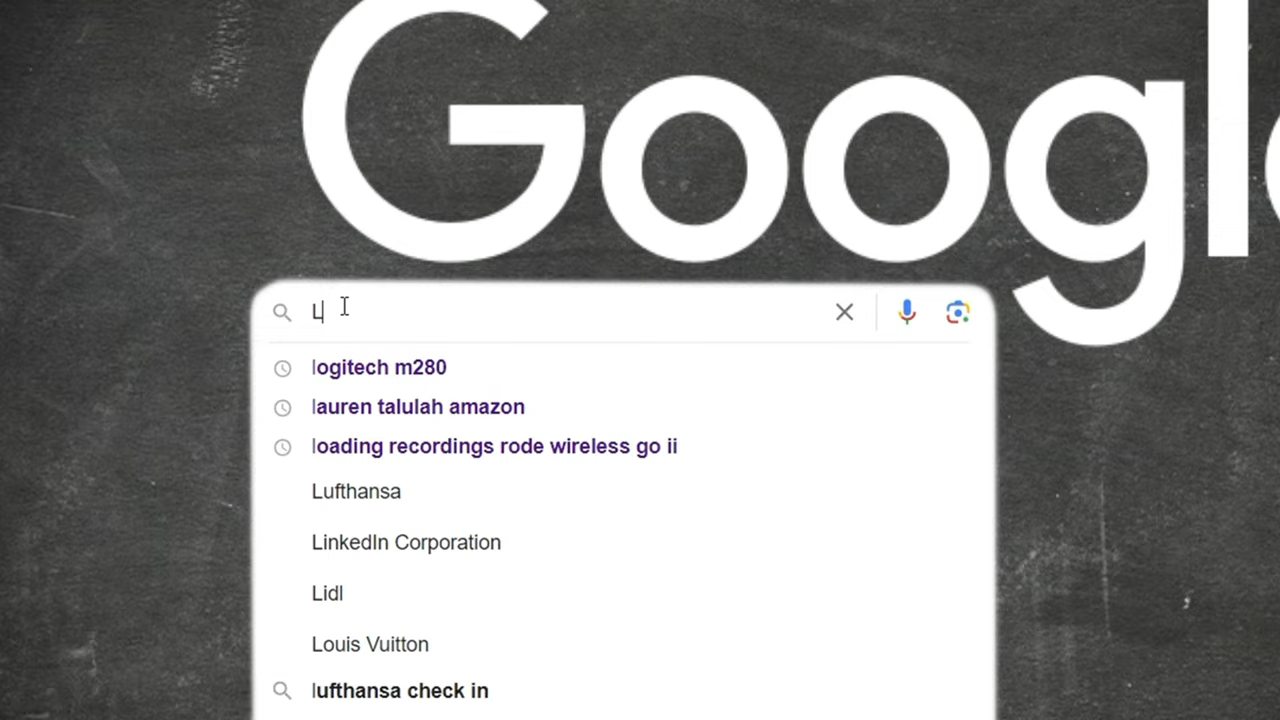 Google
L
logitech m280
lauren talulah amazon
loading recordings rode wireless go ii
Lufthansa
LinkedIn Corporation
Lidl
Louis Vuitton
lufthansa check in